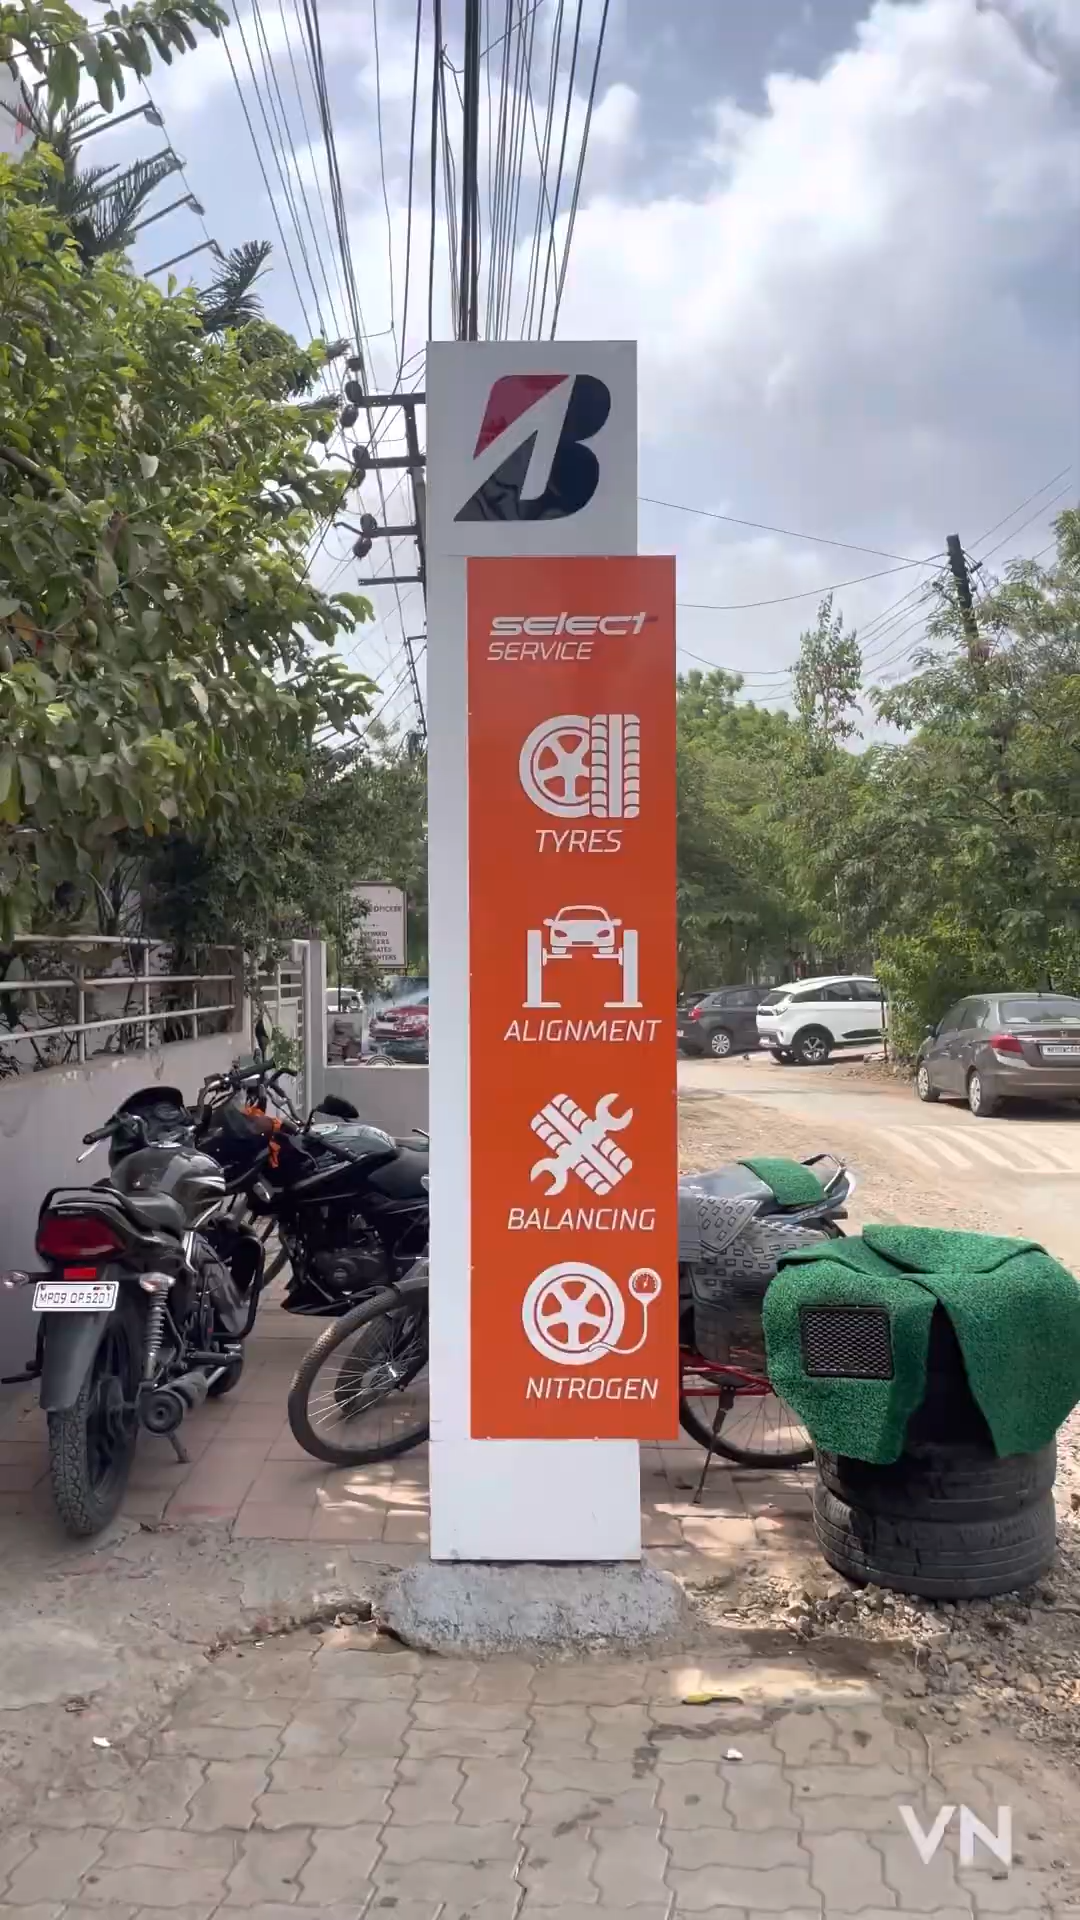 B
select
SERVICE
TYRES
ALIGNMENT
BALANCING
NITROGEN
MP09 QP5201
VN